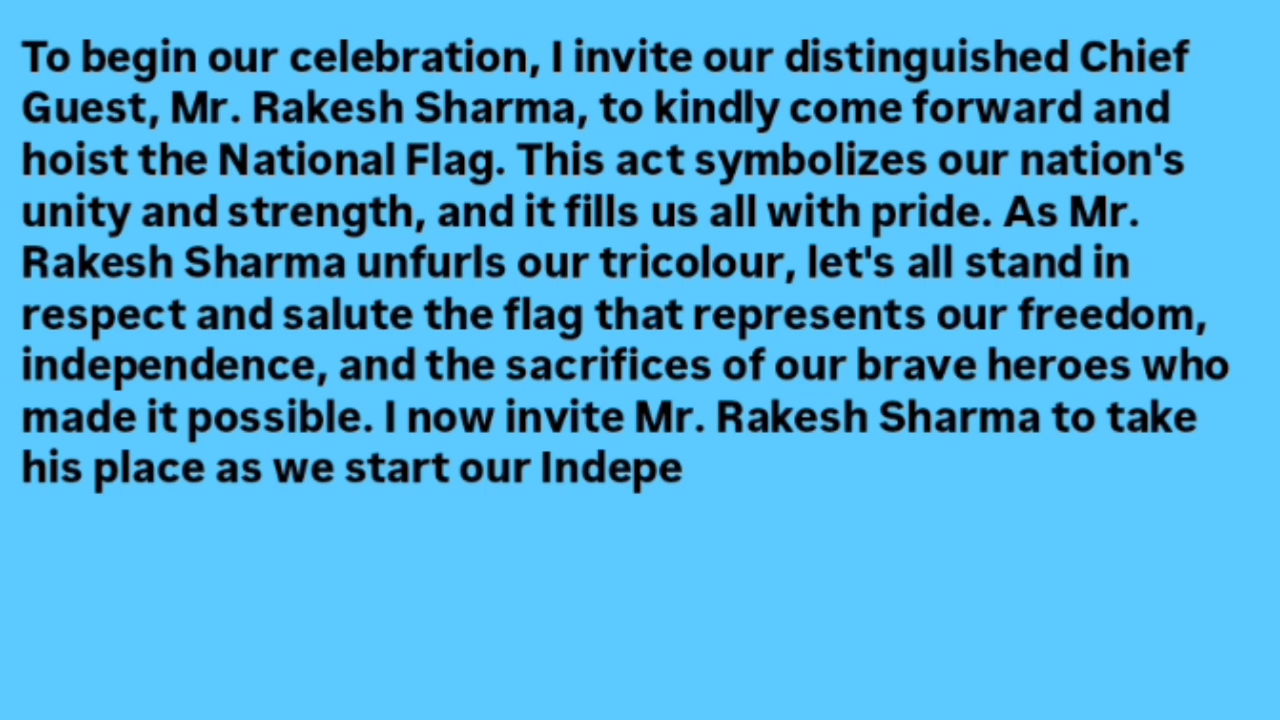 To begin our celebration, I invite our distinguished Chief
Guest, Mr. Rakesh Sharma, to kindly come forward and
hoist the National Flag. This act symbolizes our nation's
unity and strength, and it fills us all with pride. As Mr.
Rakesh Sharma unfurls our tricolour, let's all stand in
respect and salute the flag that represents our freedom,
independence, and the sacrifices of our brave heroes who
made it possible. I now invite Mr. Rakesh Sharma to take
his place as we start our Indepe